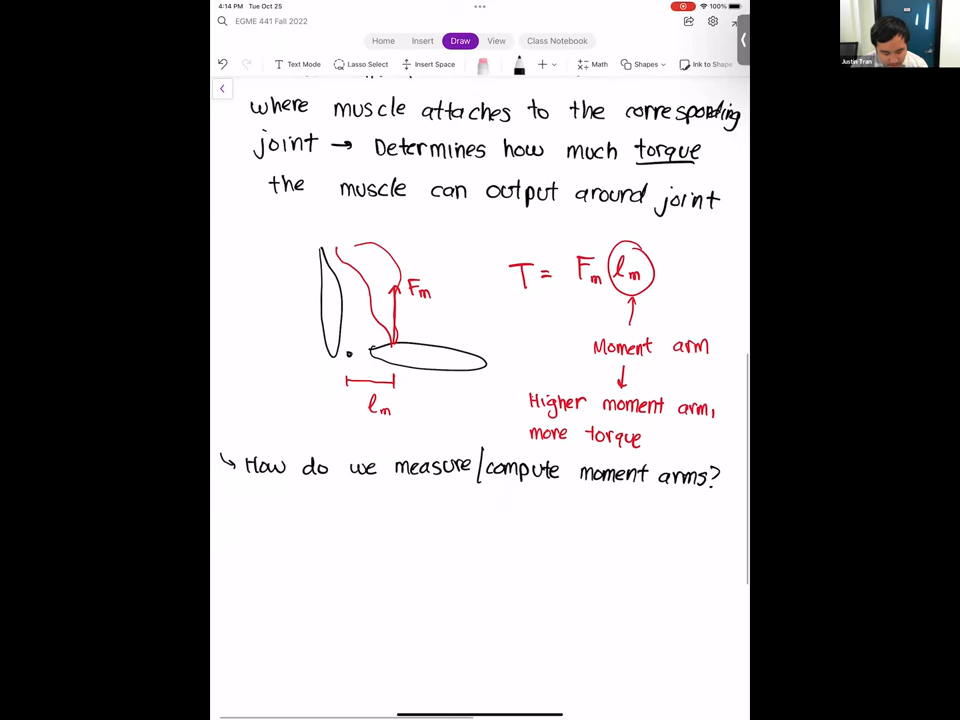 4:14 PM Tue Oct 25
100%
EGME 441 Fall 2022
Home Insert Draw View Class Notebook
Text Mode Lasso Select Insert Space Math Shapes Ink to Shape
Justin Tran
where muscle attaches to the corresponding
joint → Determines how much torque
the muscle can output around joint
Fm
lm
T = Fm lm
Moment arm
Higher moment arm,
more torque
↳ How do we measure/compute moment arms?